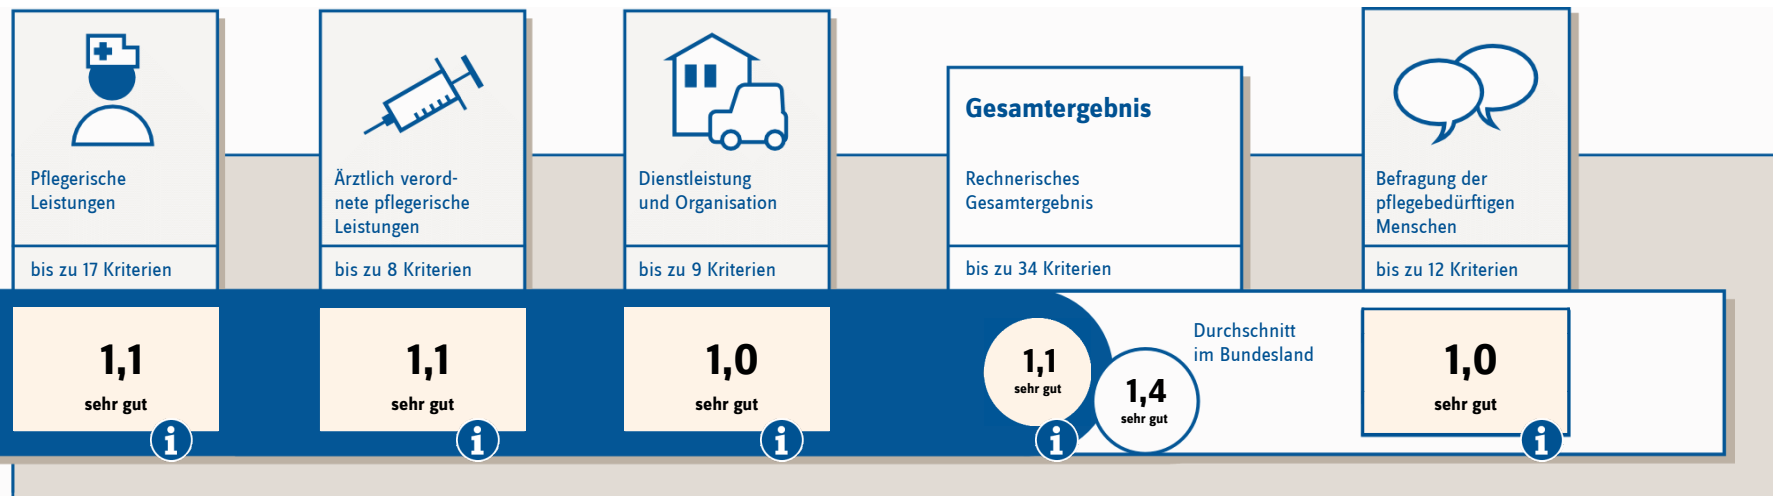 Pflegerische
Leistungen
bis zu 17 Kriterien
1,1
sehr gut
i
Ärztlich verord-
nete pflegerische
Leistungen
bis zu 8 Kriterien
1,1
sehr gut
i
Dienstleistung
und Organisation
bis zu 9 Kriterien
1,0
sehr gut
i
Gesamtergebnis
Rechnerisches
Gesamtergebnis
bis zu 34 Kriterien
1,1
sehr gut
i
1,4
sehr gut
Durchschnitt
im Bundesland
Befragung der
pflegebedürftigen
Menschen
bis zu 12 Kriterien
1,0
sehr gut
i